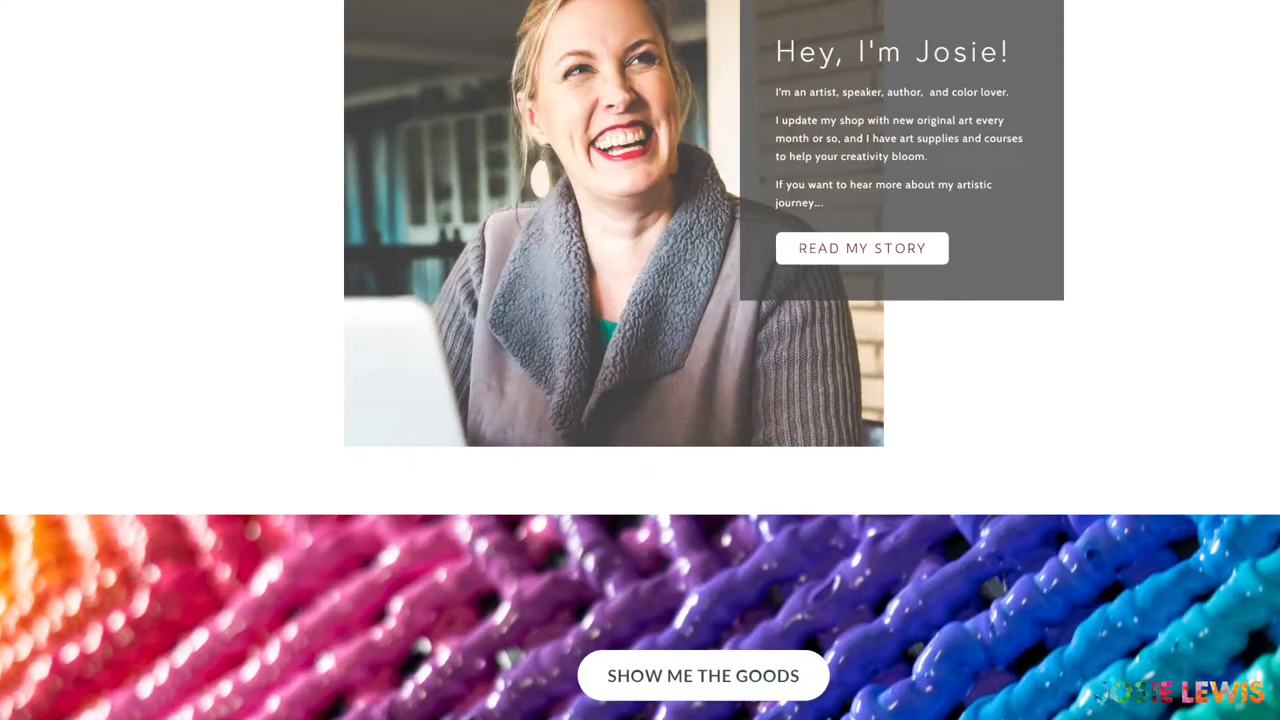 Hey, I'm Josie!
I'm an artist, speaker, author, and color lover.
I update my shop with new original art every
month or so, and I have art supplies and courses
to help your creativity bloom.
If you want to hear more about my artistic
journey....
READ MY STORY
SHOW ME THE GOODS
JOSIE LEWIS